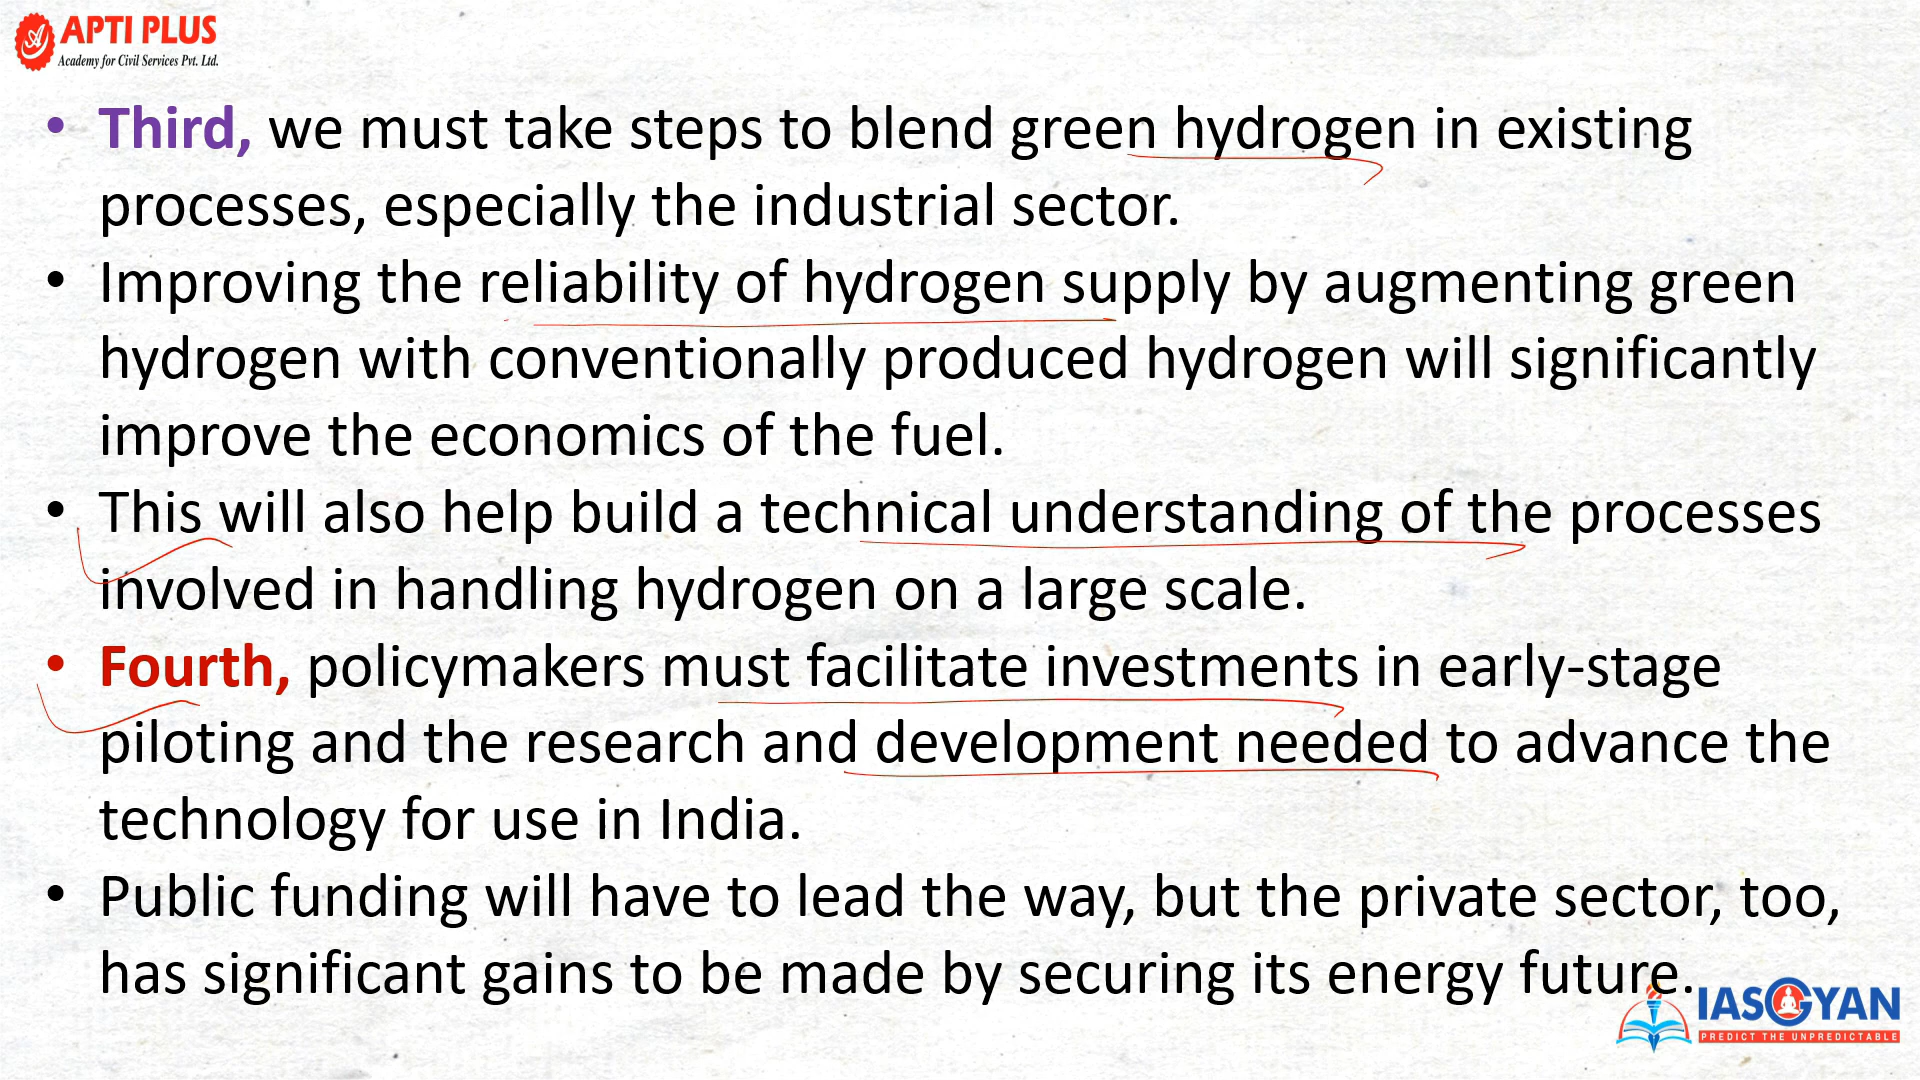 APTI PLUS
Academy for Civil Services Pvt. Ltd.
• Third, we must take steps to blend green hydrogen in existing
processes, especially the industrial sector.
• Improving the reliability of hydrogen supply by augmenting green
hydrogen with conventionally produced hydrogen will significantly
improve the economics of the fuel.
• This will also help build a technical understanding of the processes
involved in handling hydrogen on a large scale.
• Fourth, policymakers must facilitate investments in early-stage
piloting and the research and development needed to advance the
technology for use in India.
• Public funding will have to lead the way, but the private sector, too,
has significant gains to be made by securing its energy future.
IASGYAN
PREDICT THE UNPREDICTABLE